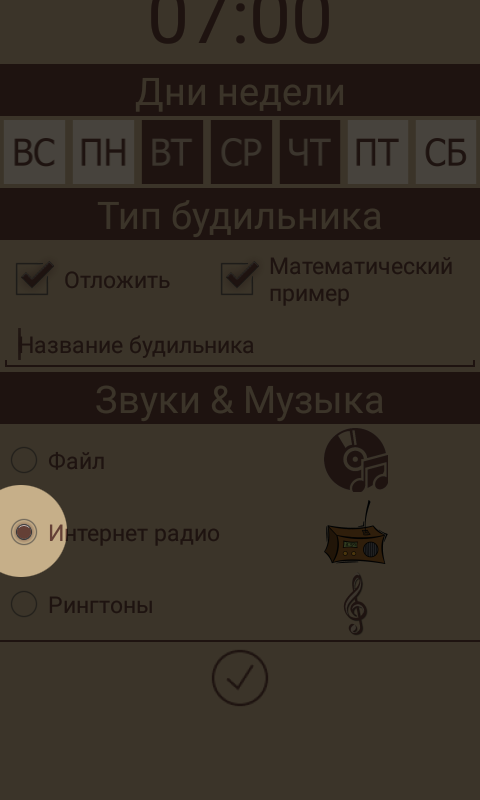 07:00
Дни недели
ВС ПН ВТ СР ЧТ ПТ СБ
Тип будильника
Отложить
Математический
пример
Название будильника
Звуки & Музыка
Файл
Интернет радио
Рингтоны